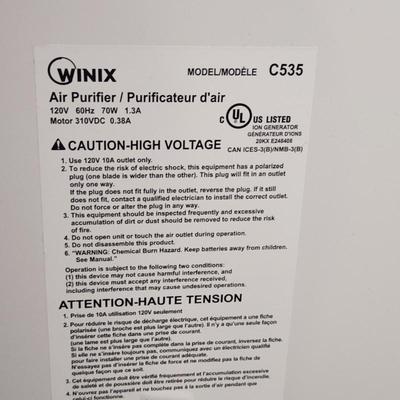 WINIX MODEL/MODÈLE C535
Air Purifier / Purificateur d'air
120V 60Hz 70W 1.3A
Motor 310VDC 0.38A
C UL US LISTED
ION GENERATOR
GÉNÉRATEUR D'IONS
20KX E246408
CAN ICES-3(B)/NMB-3(B)
CAUTION-HIGH VOLTAGE
1. Use 120V 10A outlet only.
2. To reduce the risk of electric shock, this equipment has a polarized
plug (one blade is wider than the other). This plug will fit in an outlet
only one way.
If the plug does not fit fully in the outlet, reverse the plug. If it still
does not fit, contact a qualified electrician to install the correct outlet.
Do not force or alter the plug in any way.
3. This equipment should be inspected frequently and excessive
accumulation of dirt or dust should be removed to reduce the risk
of fire.
4. Do not open unit or touch the air outlet during operation.
5. Do not disassemble this product.
6. "WARNING: Chemical Burn Hazard. Keep batteries away from children.
See Manual."
Operation is subject to the following two conditions:
(1) this device may not cause harmful interference, and
(2) this device must accept any interference received,
including interference that may cause undesired operation.
ATTENTION-HAUTE TENSION
1. Prise de 10A utilisation 120V seulement
2. Pour réduire le risque de décharge électrique, cet équipement a une fiche
polarisée (une broche est plus large que l'autre). Il n'y a qu'une seule façon
d'insérer cette fiche dans une prise de courant.
Si la fiche ne s'insère pas complètement dans la prise de courant, inversez-la.
Si elle ne s'insère toujours pas, communiquez avec un électricien qualifié
pour faire installer une prise de courant adéquate.
Ne forcez pas l'entrée de la fiche et ne modifiez pas la fiche de
quelque façon que ce soit.
3. Cet équipement doit être vérifié fréquemment et l'accumulation excessive
de saleté et de poussière doit être retirée pour réduire le risque d'incendie.
4. N'ouvrez pas l'appareil et ne touchez pas à la sortie d'air pendant que